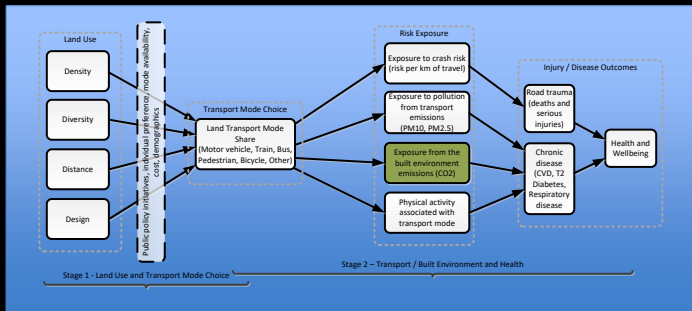 Land Use
Density
Diversity
Distance
Design
Public policy initiatives, individual preference, mode availability,
cost, demographics
Transport Mode Choice
Land Transport Mode
Share
(Motor vehicle, Train, Bus,
Pedestrian, Bicycle, Other)
Risk Exposure
Exposure to crash risk
(risk per km of travel)
Exposure to pollution
from transport
emissions
(PM10, PM2.5)
Exposure from the
built environment
emissions (CO2)
Physical activity
associated with
transport mode
Injury / Disease Outcomes
Road trauma
(deaths and
serious
injuries)
Chronic
disease
(CVD, T2
Diabetes,
Respiratory
disease
Health and
Wellbeing
Stage 1 - Land Use and Transport Mode Choice
Stage 2 – Transport / Built Environment and Health